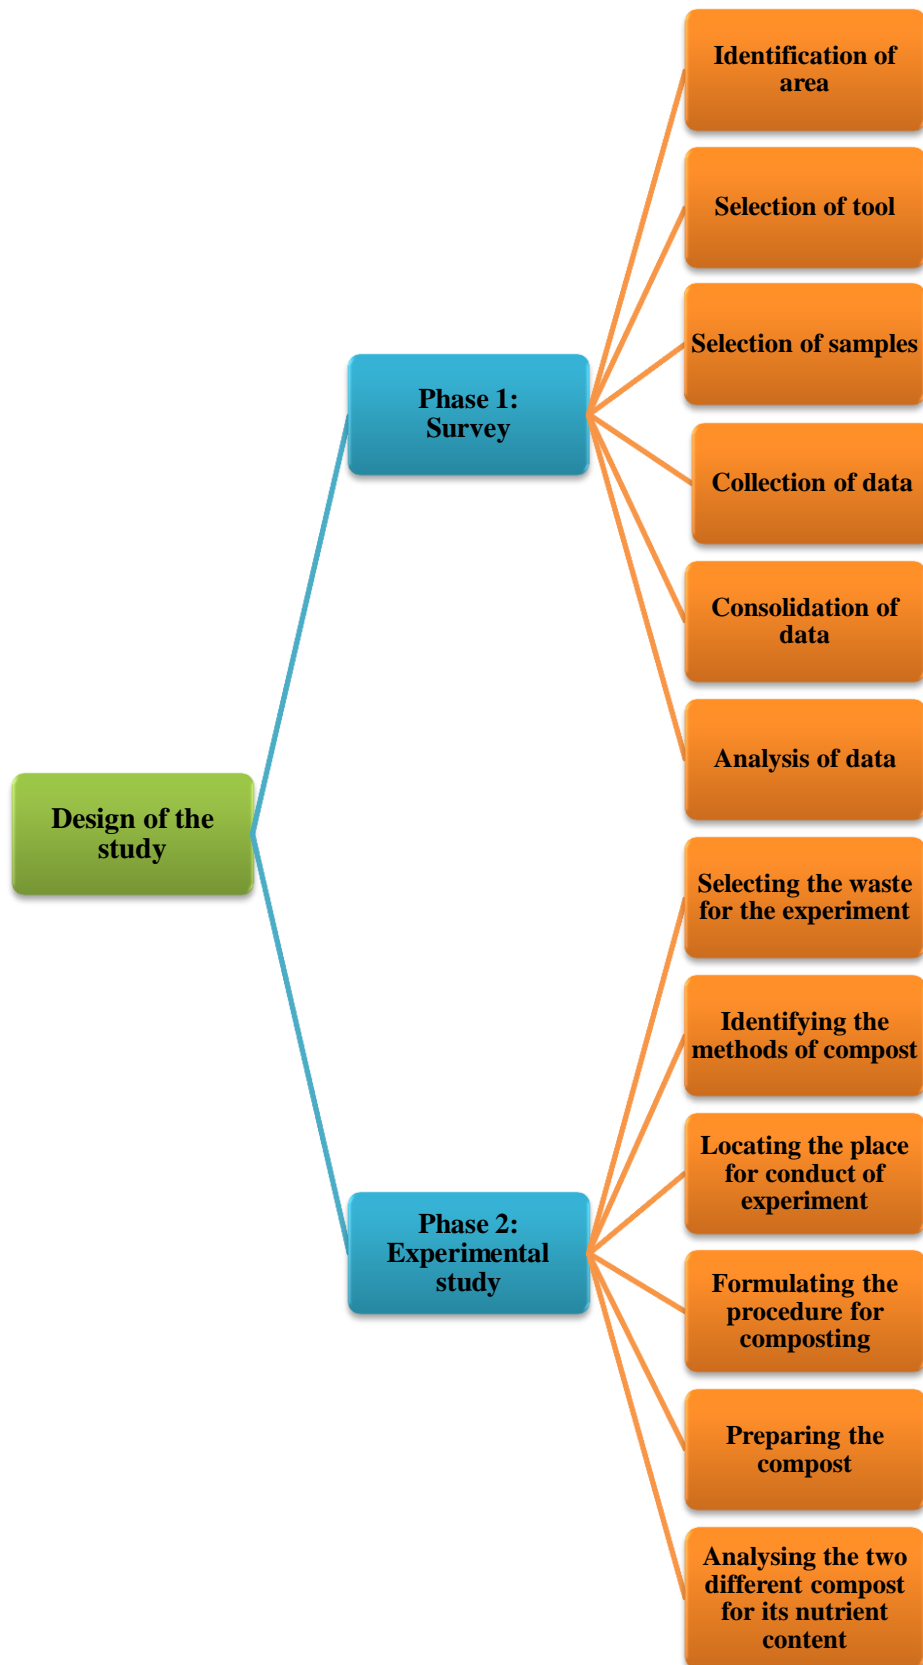 Design of the
study
Phase 1:
Survey
Identification of
area
Selection of tool
Selection of samples
Collection of data
Consolidation of
data
Analysis of data
Phase 2:
Experimental
study
Selecting the waste
for the experiment
Identifying the
methods of compost
Locating the place
for conduct of
experiment
Formulating the
procedure for
composting
Preparing the
compost
Analysing the two
different compost
for its nutrient
content